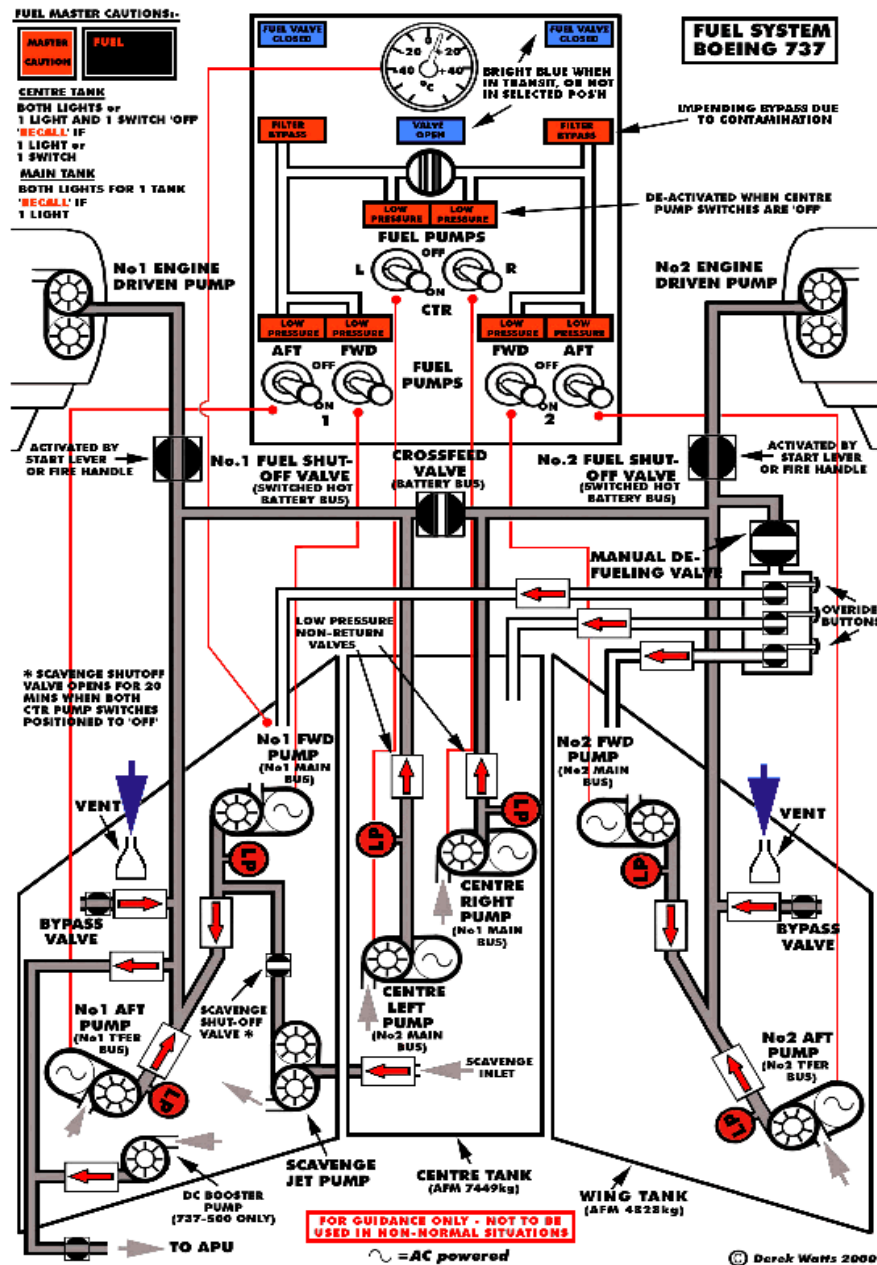 FUEL MASTER CAUTIONS:-
MASTER
CAUTION
FUEL
CENTRE TANK
BOTH LIGHTS or
1 LIGHT AND 1 SWITCH 'OFF
'RECALL' IF
1 LIGHT or
1 SWITCH
MAIN TANK
BOTH LIGHTS FOR 1 TANK
'RECALL' IF
1 LIGHT
FUEL VALVE
CLOSED
FUEL VALVE
CLOSED
-20
0
+20
-40
+40
°C
BRIGHT BLUE WHEN
IN TRANSIT, OR NOT
IN SELECTED POS'N
FUEL SYSTEM
BOEING 737
FILTER
BYPASS
VALVE
OPEN
FILTER
BYPASS
IMPENDING BYPASS DUE
TO CONTAMINATION
LOW
PRESSURE
LOW
PRESSURE
DE-ACTIVATED WHEN CENTRE
PUMP SWITCHES ARE 'OFF
FUEL PUMPS
OFF
L
R
ON
CTR
LOW
PRESSURE
LOW
PRESSURE
LOW
PRESSURE
LOW
PRESSURE
AFT
FWD
OFF
ON
1
FUEL
PUMPS
FWD
AFT
OFF
ON
2
No1 ENGINE
DRIVEN PUMP
No2 ENGINE
DRIVEN PUMP
ACTIVATED BY
START LEVER
OR FIRE HANDLE
No.1 FUEL SHUT-
OFF VALVE
(SWITCHED HOT
BATTERY BUS)
CROSSFEED
VALVE
(BATTERY BUS)
No.2 FUEL SHUT-
OFF VALVE
(SWITCHED HOT
BATTERY BUS)
ACTIVATED BY
START LEVER
OR FIRE HANDLE
MANUAL DE-
FUELING VALVE
OVERIDE
BUTTONS
LOW PRESSURE
NON-RETURN
VALVES
* SCAVENGE SHUTOFF
VALVE OPENS FOR 20
MINS WHEN BOTH
CTR PUMP SWITCHES
POSITIONED TO 'OFF'
No1 FWD
PUMP
(No1 MAIN
BUS)
No2 FWD
PUMP
(No2 MAIN
BUS)
VENT
VENT
LP
LP
LP
LP
BYPASS
VALVE
CENTRE
RIGHT
PUMP
(No1 MAIN
BUS)
BYPASS
VALVE
CENTRE
LEFT
PUMP
(No2 MAIN
BUS)
SCAVENGE
SHUT-OFF
VALVE *
No1 AFT
PUMP
(No1 T'FER
BUS)
LP
No2 AFT
PUMP
(No2 T'FER
BUS)
LP
SCAVENGE
INLET
SCAVENGE
JET PUMP
CENTRE TANK
(AFM 7449kg)
WING TANK
(AFM 4828kg)
DC BOOSTER
PUMP
(737-500 ONLY)
TO APU
FOR GUIDANCE ONLY - NOT TO BE
USED IN NON-NORMAL SITUATIONS
~ =AC powered
© Derek Watts 2000